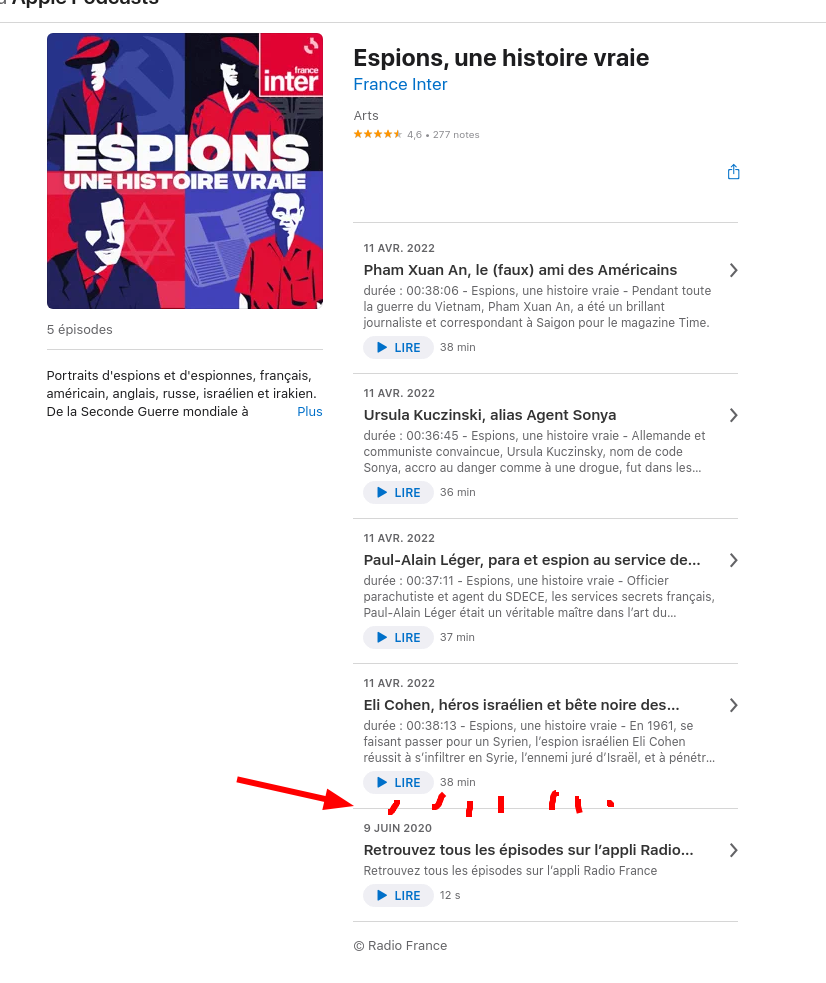 Apple Podcasts
france
inter
ESPIONS
UNE HISTOIRE VRAIE
5 épisodes
Portraits d'espions et d'espionnes, français,
américain, anglais, russe, israélien et irakien.
De la Seconde Guerre mondiale à Plus
Espions, une histoire vraie
France Inter
Arts
4,6 • 277 notes
11 AVR. 2022
Pham Xuan An, le (faux) ami des Américains
durée : 00:38:06 - Espions, une histoire vraie - Pendant toute
la guerre du Vietnam, Pham Xuan An, a été un brillant
journaliste et correspondant à Saigon pour le magazine Time.
LIRE 38 min
11 AVR. 2022
Ursula Kuczinski, alias Agent Sonya
durée : 00:36:45 - Espions, une histoire vraie - Allemande et
communiste convaincue, Ursula Kuczinsky, nom de code
Sonya, accro au danger comme à une drogue, fut dans les...
LIRE 36 min
11 AVR. 2022
Paul-Alain Léger, para et espion au service de...
durée : 00:37:11 - Espions, une histoire vraie - Officier
parachutiste et agent du SDECE, les services secrets français,
Paul-Alain Léger était un véritable maître dans l’art du...
LIRE 37 min
11 AVR. 2022
Eli Cohen, héros israélien et bête noire des...
durée : 00:38:13 - Espions, une histoire vraie - En 1961, se
faisant passer pour un Syrien, l’espion israélien Eli Cohen
réussit à s’infiltrer en Syrie, l’ennemi juré d’Israël, et à pénétr...
LIRE 38 min
9 JUIN 2020
Retrouvez tous les épisodes sur l’appli Radio...
Retrouvez tous les épisodes sur l’appli Radio France
LIRE 12 s
© Radio France